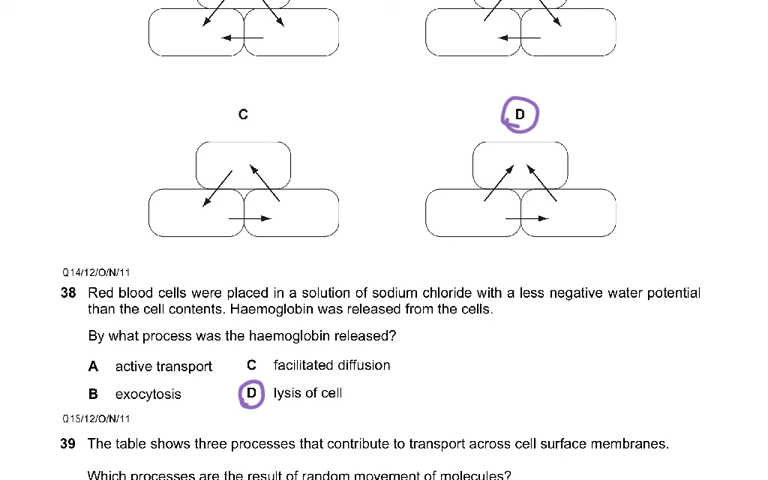 C
D
Q14/12/O/N/11
38 Red blood cells were placed in a solution of sodium chloride with a less negative water potential
than the cell contents. Haemoglobin was released from the cells.
By what process was the haemoglobin released?
A active transport C facilitated diffusion
B exocytosis D lysis of cell
Q15/12/O/N/11
39 The table shows three processes that contribute to transport across cell surface membranes.
Which processes are the result of random movement of molecules?